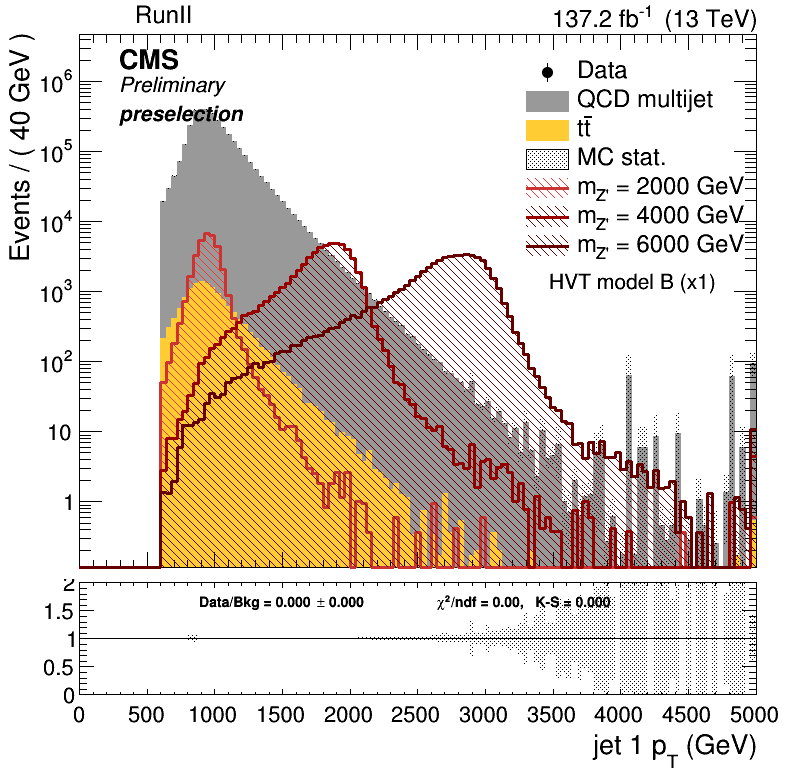 RunII
137.2 fb⁻¹ (13 TeV)
CMS
Preliminary
preselection
Data
QCD multijet
tt̄
MC stat.
m_Z' = 2000 GeV
m_Z' = 4000 GeV
m_Z' = 6000 GeV
HVT model B (x1)
Events / ( 40 GeV )
10⁶
10⁵
10⁴
10³
10²
10
1
Data/Bkg = 0.000 ± 0.000
χ²/ndf = 0.00, K-S = 0.000
2
1.5
1
0.5
0
0 500 1000 1500 2000 2500 3000 3500 4000 4500 5000
jet 1 p_T (GeV)